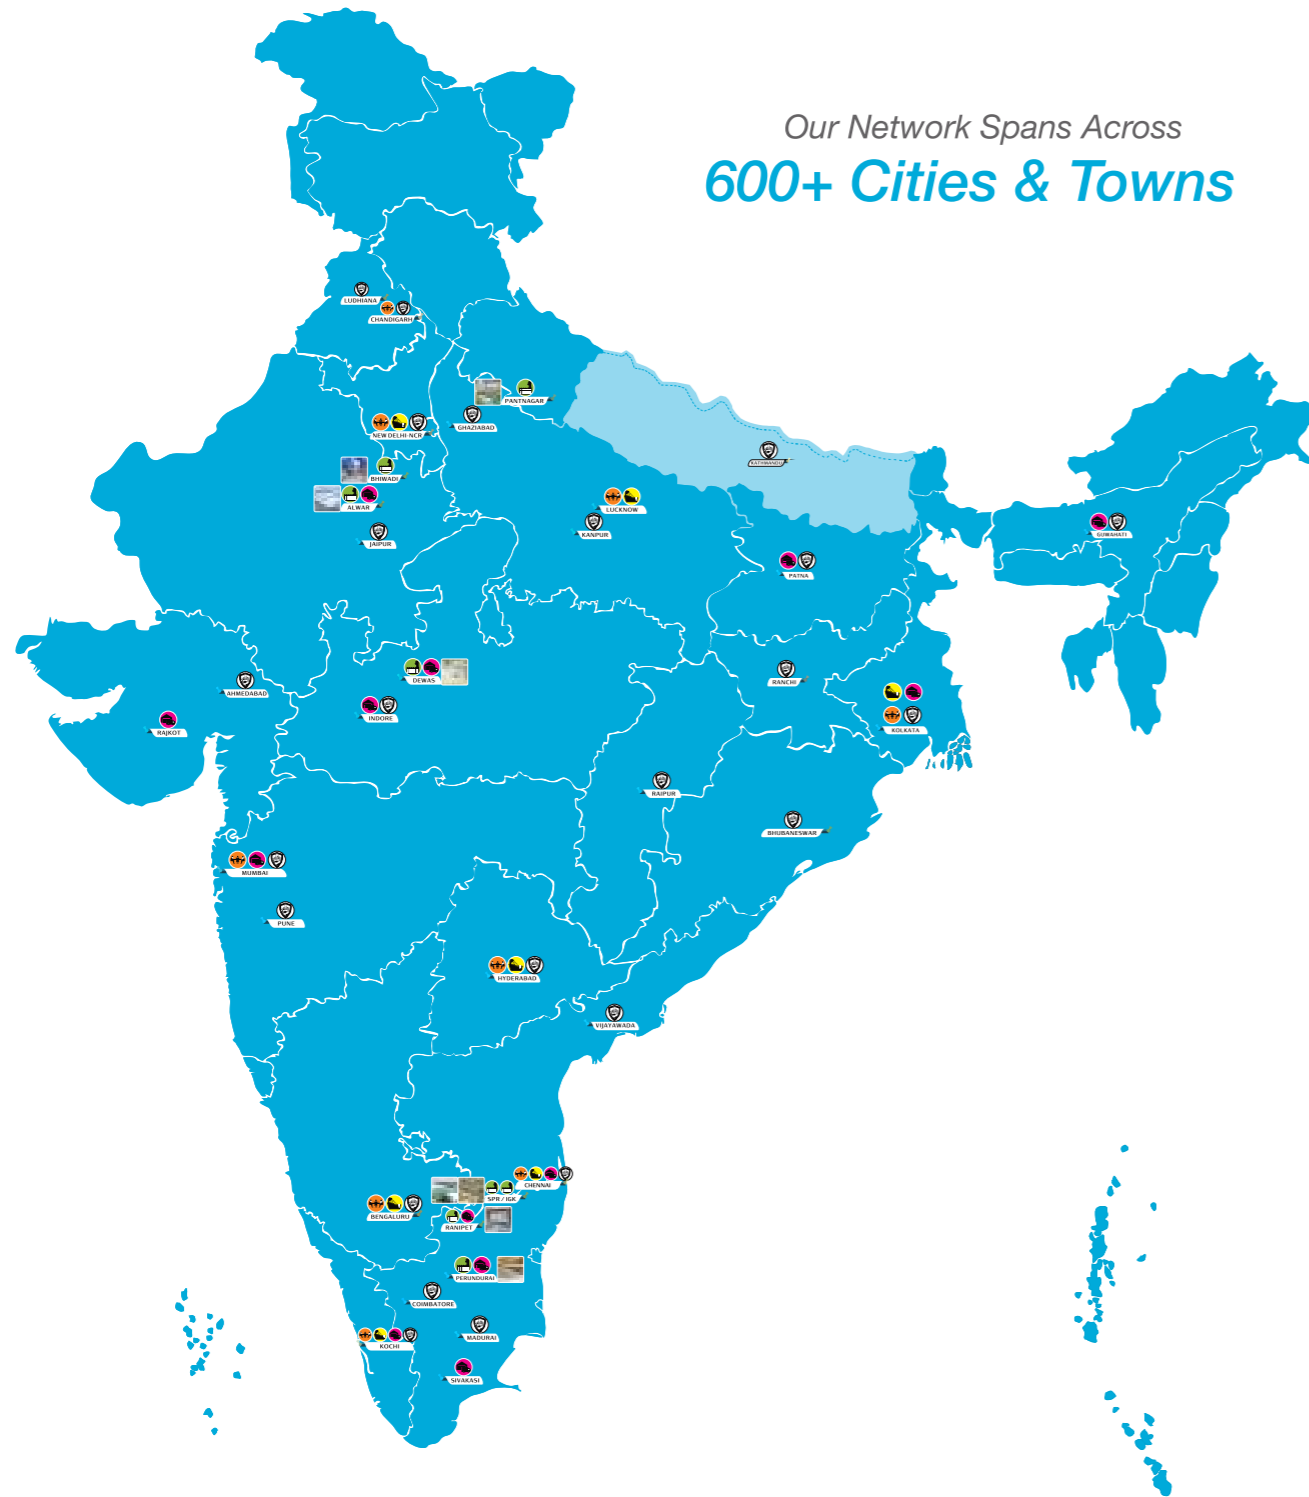 Our Network Spans Across
600+ Cities & Towns
LUDHIANA
CHANDIGARH
PANTNAGAR
GHAZIABAD
NEW DELHI-NCR
KATHMANDU
BHIWADI
ALWAR
LUCKNOW
KANPUR
GUWAHATI
JAIPUR
PATNA
DEWAS
RANCHI
AHMEDABAD
INDORE
RAJKOT
KOLKATA
RAIPUR
BHUBANESWAR
MUMBAI
PUNE
HYDERABAD
VIJAYAWADA
CHENNAI
SPR / IGK
BENGALURU
RANIPET
PERUNDURAI
COIMBATORE
MADURAI
KOCHI
SIVAKASI